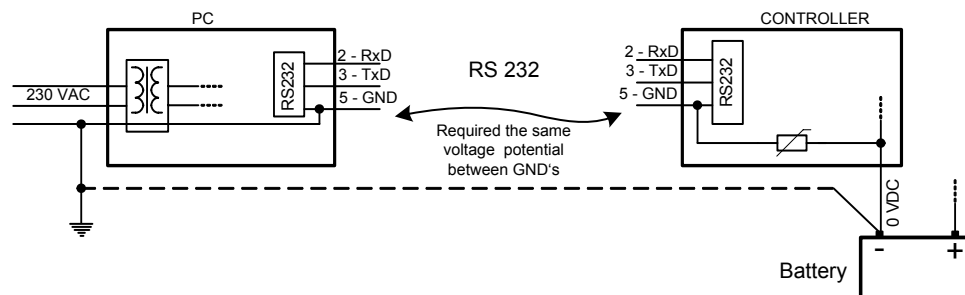 PC
230 VAC
RS232
2 - RxD
3 - TxD
5 - GND
RS 232
Required the same
voltage potential
between GND's
CONTROLLER
2 - RxD
3 - TxD
5 - GND
RS232
0 VDC
- +
Battery